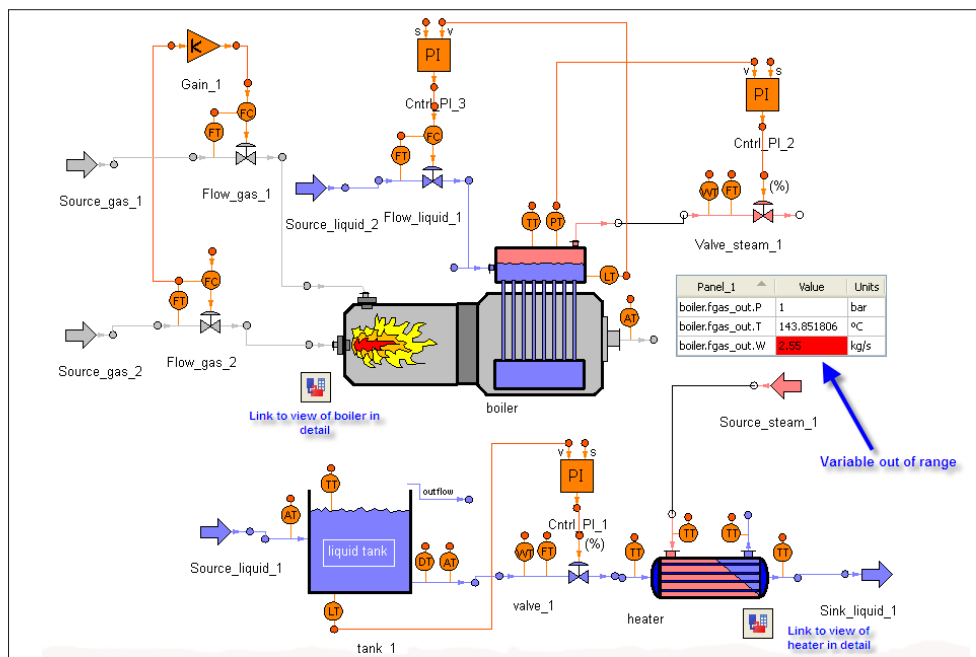 S
V
PI
K
PI
V
S
Gain_1
Cntrl_PI_3
FC
FC
FT
FT
Cntrl_PI_2
Source_gas_1
Flow_gas_1
Source_liquid_2
Flow_liquid_1
WT
FT
(%)
TT
PT
Valve_steam_1
FC
FT
LT
Panel_1
Value
Units
boiler.fgas_out.P
1
bar
boiler.fgas_out.T
143.851806
ºC
boiler.fgas_out.W
2.55
kg/s
AT
Source_gas_2
Flow_gas_2
boiler
Link to view of boiler in
detail
Source_steam_1
Variable out of range
V
S
PI
TT
outflow
AT
Cntrl_PI_1
(%)
Source_liquid_1
liquid tank
DT
AT
WT
FT
TT
TT
TT
TT
LT
valve_1
heater
Sink_liquid_1
tank_1
Link to view of
heater in detail